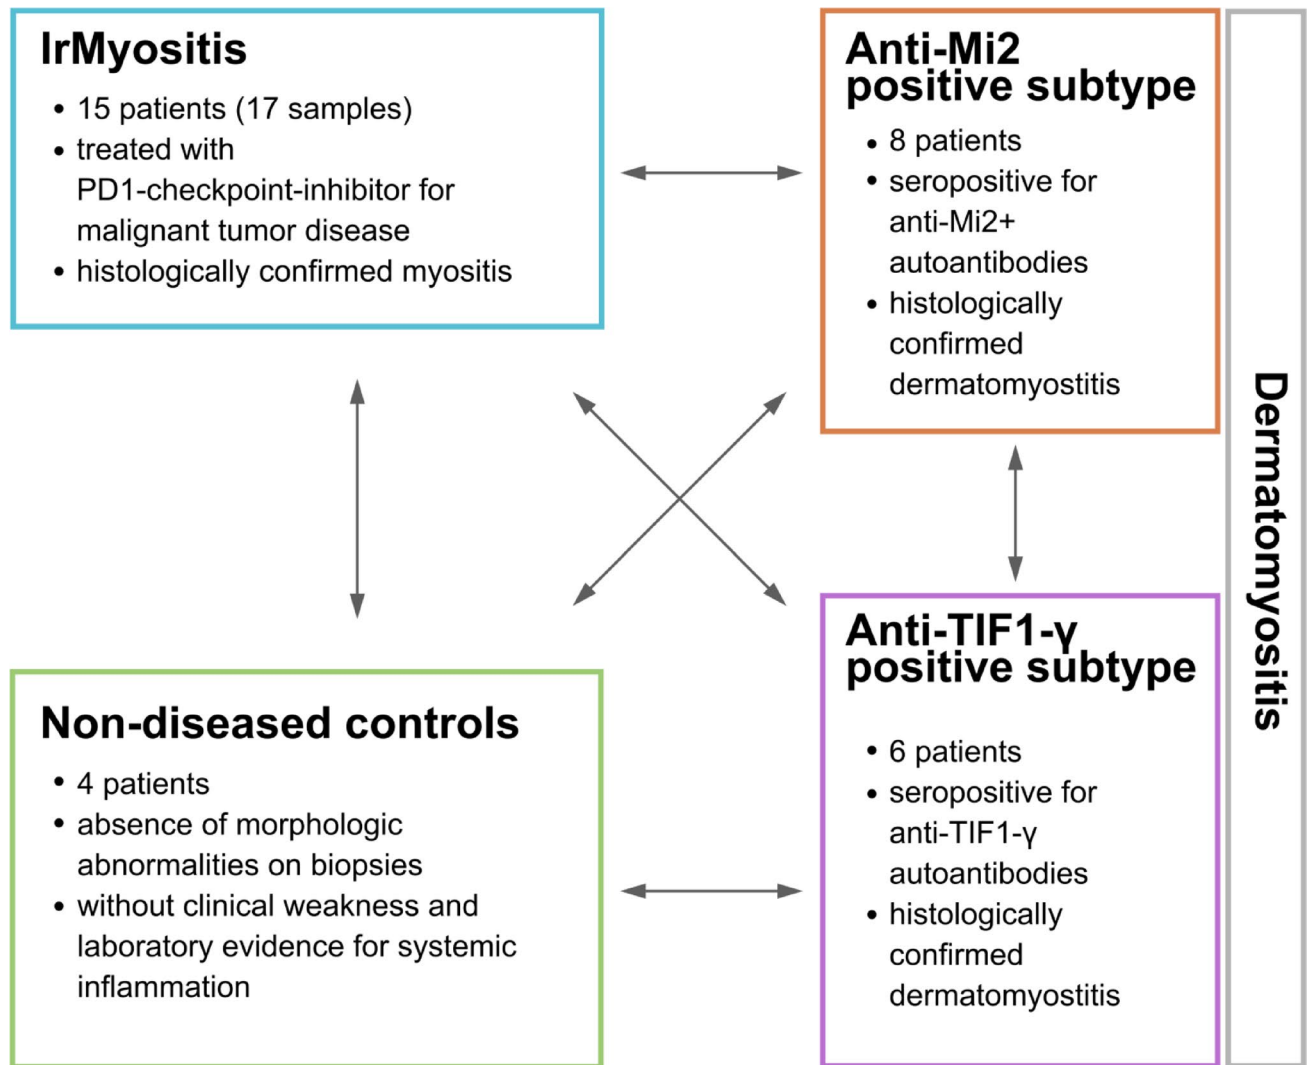 IrMyositis
• 15 patients (17 samples)
• treated with
PD1-checkpoint-inhibitor for
malignant tumor disease
• histologically confirmed myositis
Anti-Mi2
positive subtype
• 8 patients
• seropositive for
anti-Mi2+
autoantibodies
• histologically
confirmed
dermatomyostitis
Non-diseased controls
• 4 patients
• absence of morphologic
abnormalities on biopsies
• without clinical weakness and
laboratory evidence for systemic
inflammation
Anti-TIF1-γ
positive subtype
• 6 patients
• seropositive for
anti-TIF1-γ
autoantibodies
• histologically
confirmed
dermatomyostitis
Dermatomyositis